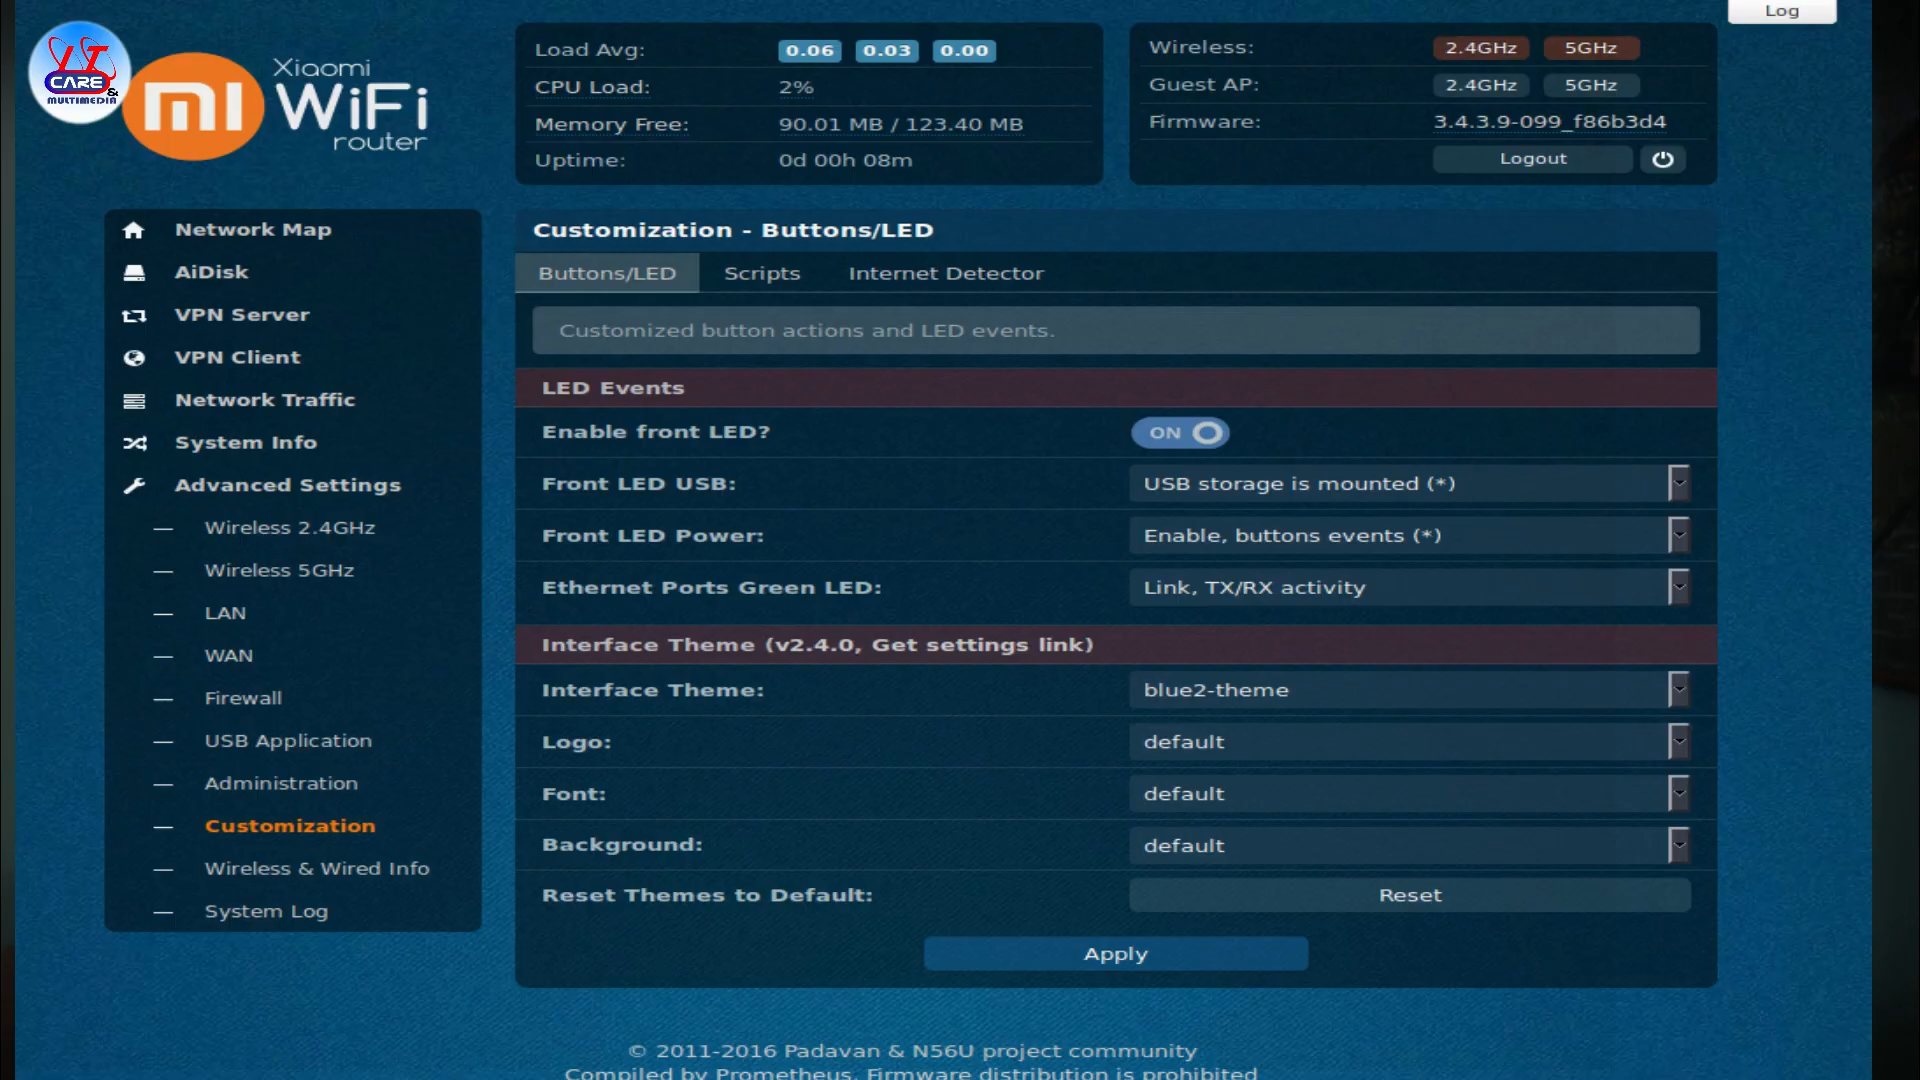 Log
IT
CARE &
MULTIMEDIA
MI
Xiaomi
WiFi
router
Load Avg: 0.06 0.03 0.00
CPU Load: 2%
Memory Free: 90.01 MB / 123.40 MB
Uptime: 0d 00h 08m
Wireless: 2.4GHz 5GHz
Guest AP: 2.4GHz 5GHz
Firmware: 3.4.3.9-099_f86b3d4
Logout
Network Map
AiDisk
VPN Server
VPN Client
Network Traffic
System Info
Advanced Settings
— Wireless 2.4GHz
— Wireless 5GHz
— LAN
— WAN
— Firewall
— USB Application
— Administration
— Customization
— Wireless & Wired Info
— System Log
Customization - Buttons/LED
Buttons/LED Scripts Internet Detector
Customized button actions and LED events.
LED Events
Enable front LED? ON
Front LED USB: USB storage is mounted (*)
Front LED Power: Enable, buttons events (*)
Ethernet Ports Green LED: Link, TX/RX activity
Interface Theme (v2.4.0, Get settings link)
Interface Theme: blue2-theme
Logo: default
Font: default
Background: default
Reset Themes to Default: Reset
Apply
© 2011-2016 Padavan & N56U project community
Compiled by Prometheus. Firmware distribution is prohibited